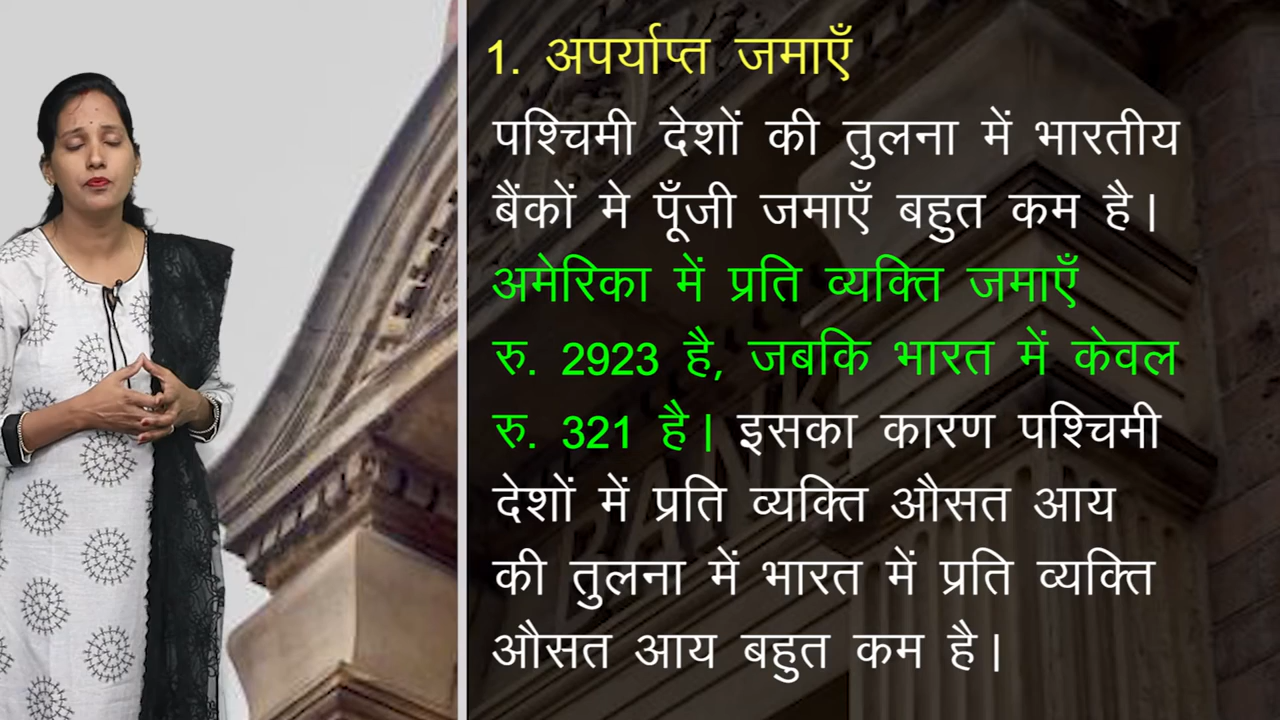 1. अपर्याप्त जमाएँ
पश्चिमी देशों की तुलना में भारतीय
बैंकों मे पूँजी जमाएँ बहुत कम है।
अमेरिका में प्रति व्यक्ति जमाएँ
रु. 2923 है, जबकि भारत में केवल
रु. 321 है। इसका कारण पश्चिमी
देशों में प्रति व्यक्ति औसत आय
की तुलना में भारत में प्रति व्यक्ति
औसत आय बहुत कम है।
BANK